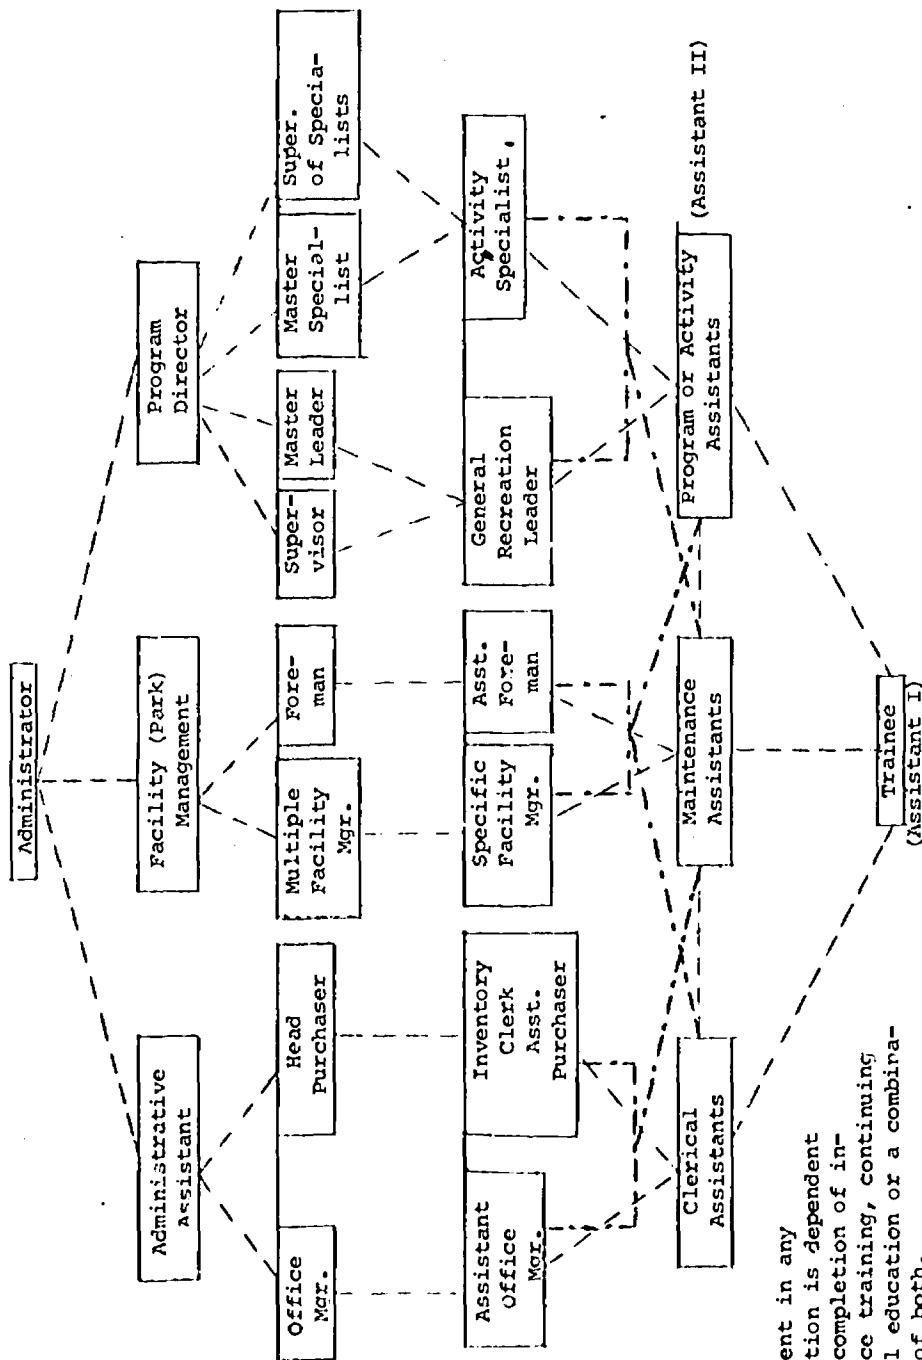 Administrator
Administrative
Assistant
Facility (Park)
Management
Program
Director
Office
Mgr.
Head
Purchaser
Multiple
Facility
Mgr.
Fore-
man
Super-
visor
Master
Leader
Master
Special-
list
Super.
of Specia-
lists
Assistant
Office
Mgr.
Inventory
Clerk
Asst.
Purchaser
Specific
Facility
Mgr.
Asst.
Fore-
man
General
Recreation
Leader
Activity
Specialist,
Clerical
Assistants
Maintenance
Assistants
Program or Activity
Assistants
(Assistant II)
Trainee
(Assistant I)
ent in any
tion is dependent
completion of in-
ce training, continuing
l education or a combina-
of both.